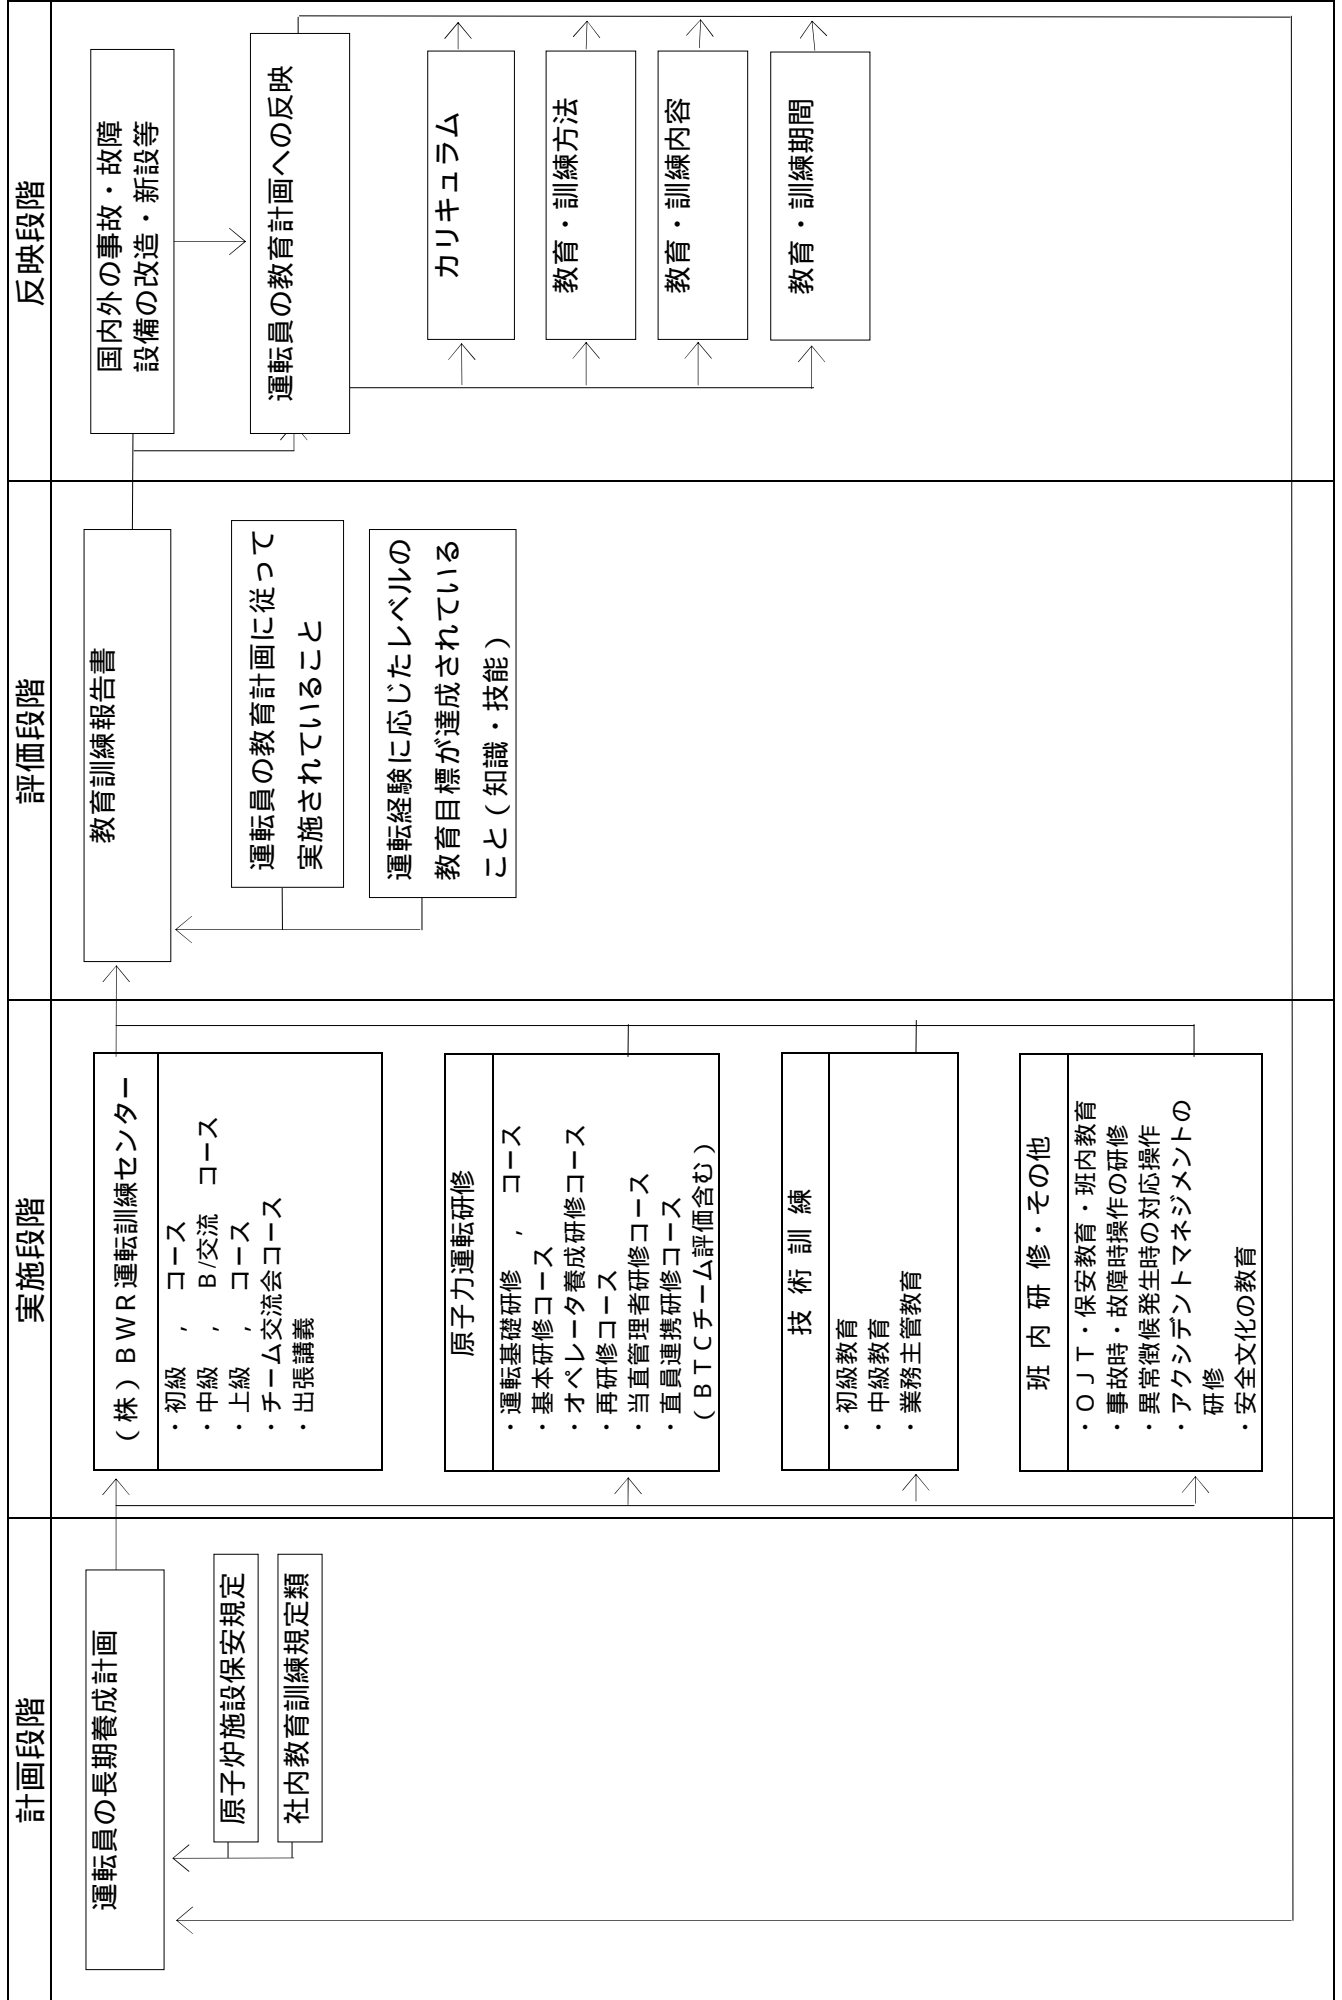 計画段階
運転員の長期養成計画
原子炉施設保安規定
社内教育訓練規定類
実施段階
(株)ＢＷＲ運転訓練センター
・初級　，　コース
・中級　，　Ｂ/交流　コース
・上級　，　コース
・チーム交流会コース
・出張講義
原子力運転研修
・運転基礎研修　，　コース
・基本研修コース
・オペレータ養成研修コース
・再研修コース
・当直管理者研修コース
・直員連携研修コース
(ＢＴＣチーム評価含む)
技 術 訓 練
・初級教育
・中級教育
・業務主管教育
班 内 研 修・その他
・ＯＪＴ・保安教育・班内教育
・事故時・故障時操作の研修
・異常徴候発生時の対応操作
・アクシデントマネジメントの
研修
・安全文化の教育
評価段階
教育訓練報告書
運転員の教育計画に従って
実施されていること
運転経験に応じたレベルの
教育目標が達成されている
こと(知識・技能)
反映段階
国内外の事故・故障
設備の改造・新設等
運転員の教育計画への反映
カリキュラム
教育・訓練方法
教育・訓練内容
教育・訓練期間